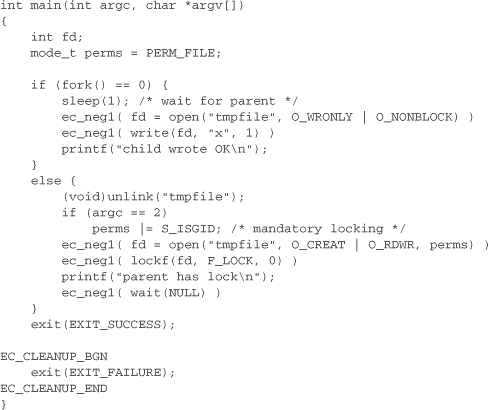 int main(int argc, char *argv[])
{
    int fd;
    mode_t perms = PERM_FILE;

    if (fork() == 0) {
        sleep(1); /* wait for parent */
        ec_neg1( fd = open("tmpfile", O_WRONLY | O_NONBLOCK) )
        ec_neg1( write(fd, "x", 1) )
        printf("child wrote OK\n");
    }
    else {
        (void)unlink("tmpfile");
        if (argc == 2)
            perms |= S_ISGID; /* mandatory locking */
        ec_neg1( fd = open("tmpfile", O_CREAT | O_RDWR, perms) )
        ec_neg1( lockf(fd, F_LOCK, 0) )
        printf("parent has lock\n");
        ec_neg1( wait(NULL) )
    }
    exit(EXIT_SUCCESS);

EC_CLEANUP_BGN
    exit(EXIT_FAILURE);
EC_CLEANUP_END
}